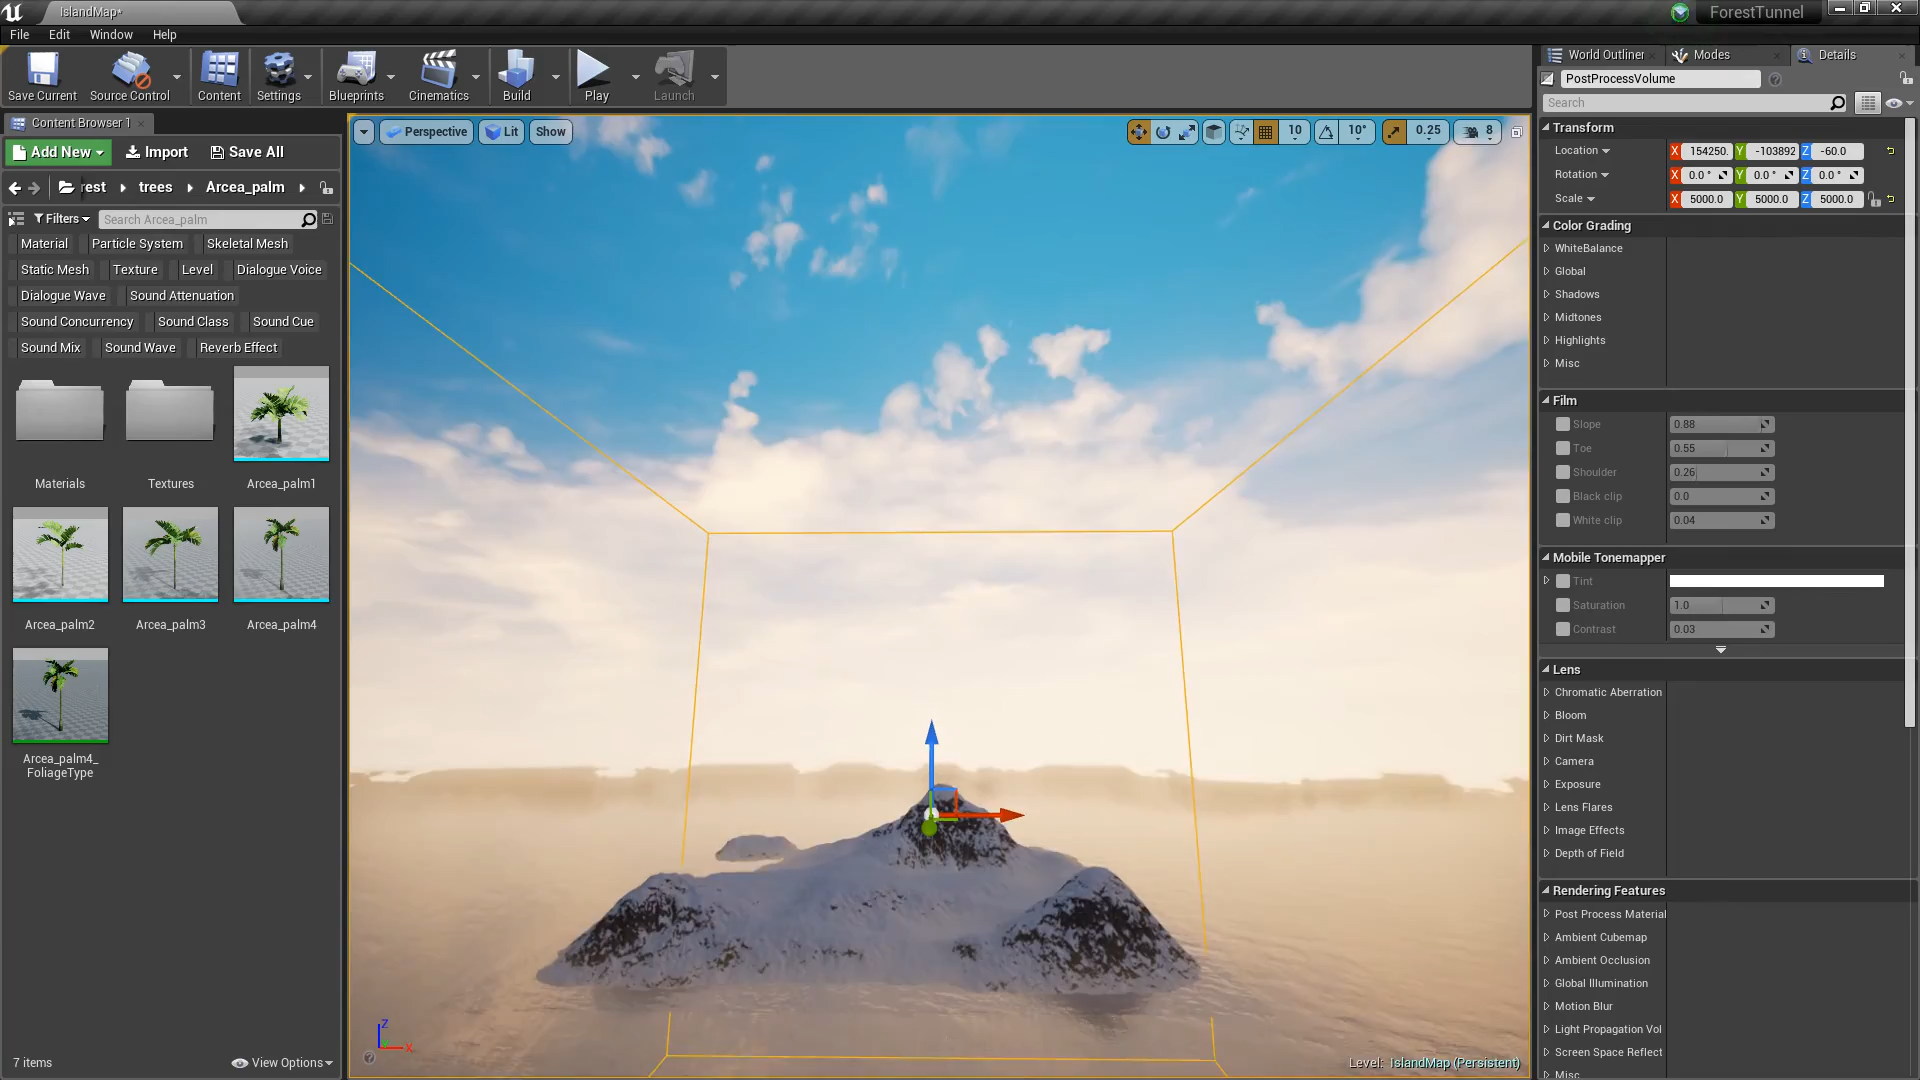 IslandMap*
ForestTunnel
File Edit Window Help
Save Current
Source Control
Content
Settings
Blueprints
Cinematics
Build
Play
Launch
World Outliner
Modes
Details
PostProcessVolume
Search
Content Browser 1
Add New
Import
Save All
rest
trees
Arcea_palm
Filters
Search Arcea_palm
Material
Particle System
Skeletal Mesh
Static Mesh
Texture
Level
Dialogue Voice
Dialogue Wave
Sound Attenuation
Sound Concurrency
Sound Class
Sound Cue
Sound Mix
Sound Wave
Reverb Effect
Materials
Textures
Arcea_palm1
Arcea_palm2
Arcea_palm3
Arcea_palm4
Arcea_palm4_
FoliageType
7 items
View Options
Perspective
Lit
Show
10
10°
0.25
8
Z
X
Level: IslandMap (Persistent)
Transform
Location X 154250. Y -103892 Z -60.0
Rotation X 0.0 ° Y 0.0 ° Z 0.0 °
Scale X 5000.0 Y 5000.0 Z 5000.0
Color Grading
WhiteBalance
Global
Shadows
Midtones
Highlights
Misc
Film
Slope 0.88
Toe 0.55
Shoulder 0.26
Black clip 0.0
White clip 0.04
Mobile Tonemapper
Tint
Saturation 1.0
Contrast 0.03
Lens
Chromatic Aberration
Bloom
Dirt Mask
Camera
Exposure
Lens Flares
Image Effects
Depth of Field
Rendering Features
Post Process Material
Ambient Cubemap
Ambient Occlusion
Global Illumination
Motion Blur
Light Propagation Vol
Screen Space Reflect
Misc